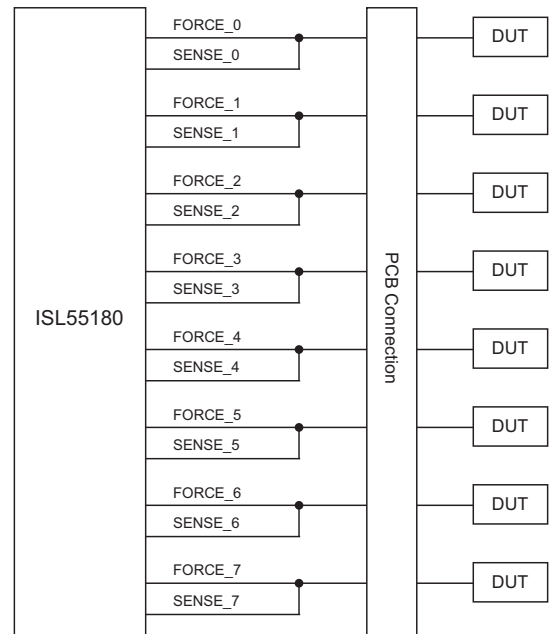 FORCE_0
DUT
SENSE_0
FORCE_1
DUT
SENSE_1
FORCE_2
DUT
SENSE_2
FORCE_3
DUT
SENSE_3
ISL55180
PCB Connection
FORCE_4
DUT
SENSE_4
FORCE_5
DUT
SENSE_5
FORCE_6
DUT
SENSE_6
FORCE_7
DUT
SENSE_7